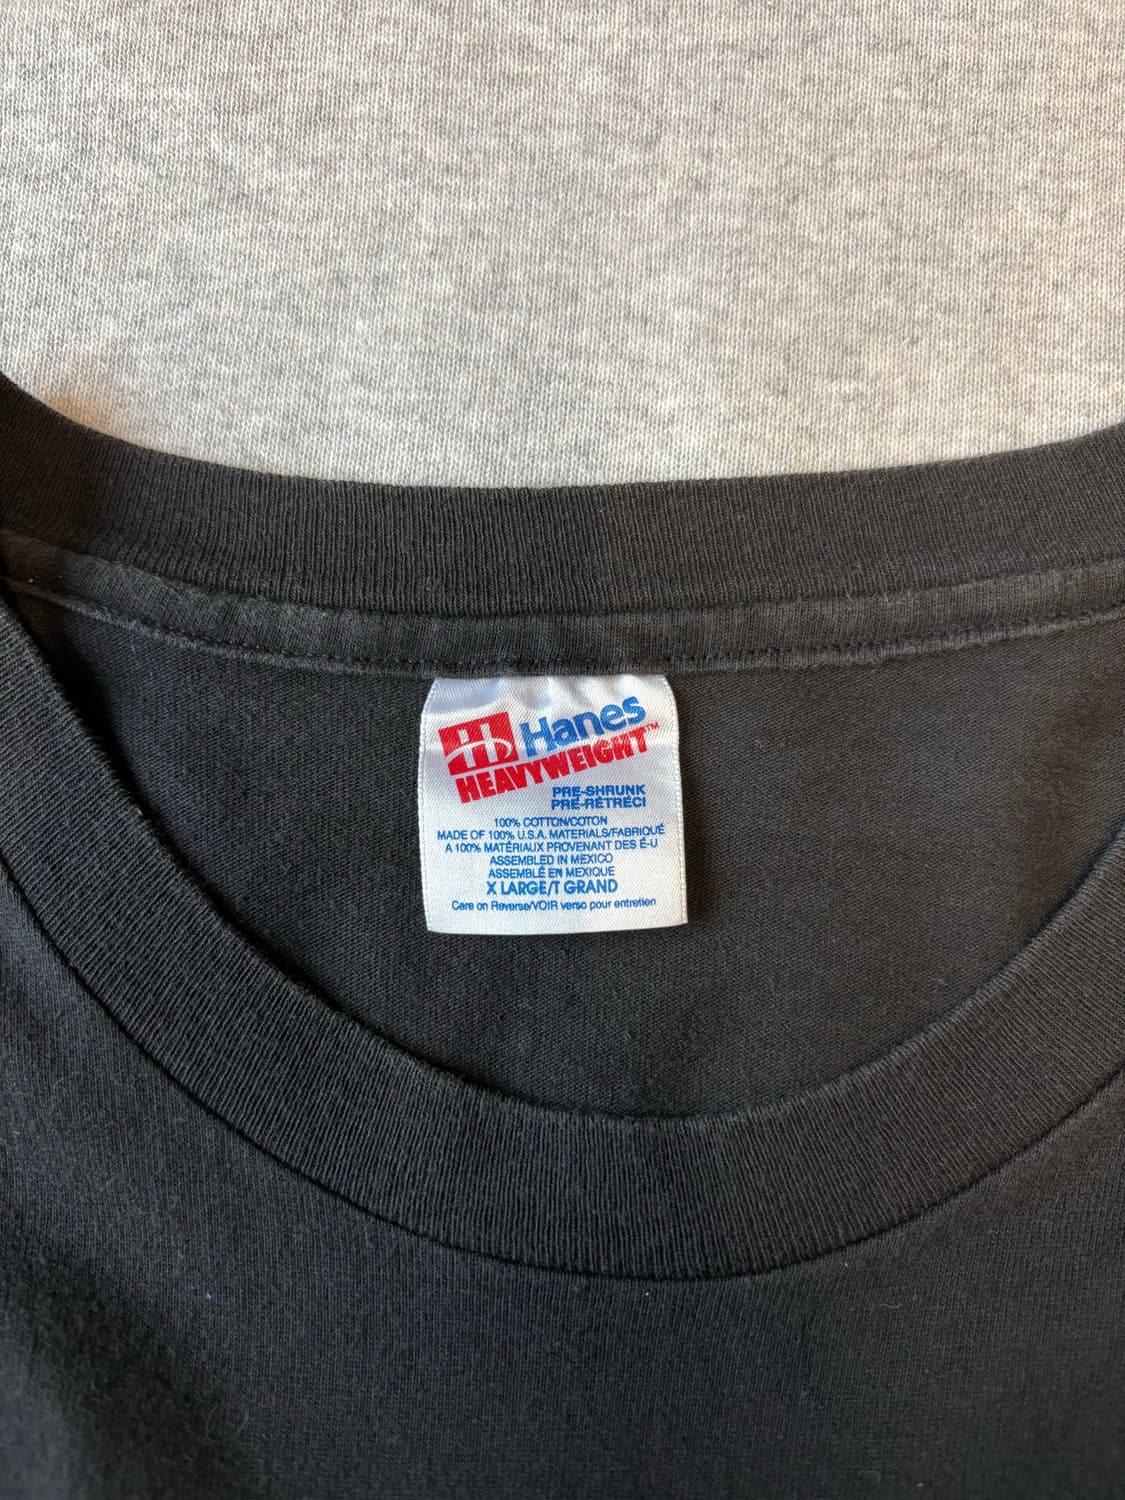 H Hanes
HEAVYWEIGHT™
PRE-SHRUNK
PRÉ-RÉTRÉCI
100% COTTON/COTON
MADE OF 100% U.S.A. MATERIALS/FABRIQUÉ
A 100% MATÉRIAUX PROVENANT DES É-U
ASSEMBLED IN MEXICO
ASSEMBLÉ EN MEXIQUE
X LARGE/T GRAND
Care on Reverse/VOIR verso pour entretien